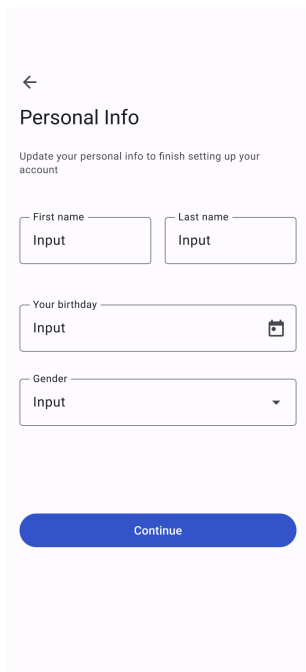 Personal Info
Update your personal info to finish setting up your
account
First name
Last name
Input
Input
Your birthday
Input
Gender
Input
Continue